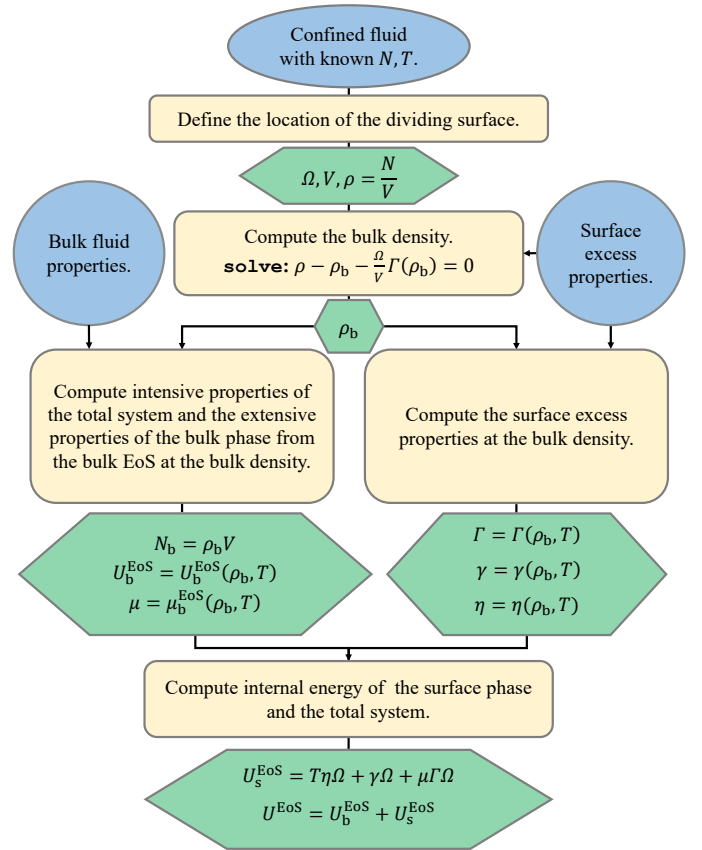 Confined fluid
with known N, T.
Define the location of the dividing surface.
Ω, V, ρ = N/V
Bulk fluid
properties.
Compute the bulk density.
solve: ρ − ρ_b − Ω/V Γ(ρ_b) = 0
Surface
excess
properties.
ρ_b
Compute intensive properties of
the total system and the extensive
properties of the bulk phase from
the bulk EoS at the bulk density.
Compute the surface excess
properties at the bulk density.
N_b = ρ_b V
U_b^EoS = U_b^EoS(ρ_b, T)
μ = μ_b^EoS(ρ_b, T)
Γ = Γ(ρ_b, T)
γ = γ(ρ_b, T)
η = η(ρ_b, T)
Compute internal energy of the surface phase
and the total system.
U_s^EoS = TηΩ + γΩ + μΓΩ
U^EoS = U_b^EoS + U_s^EoS